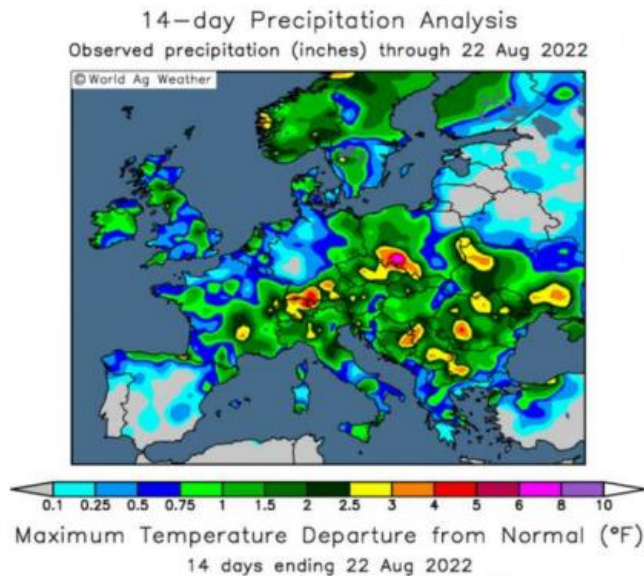 14-day Precipitation Analysis
Observed precipitation (inches) through 22 Aug 2022
© World Ag Weather
0.1 0.25 0.5 0.75 1 1.5 2 2.5 3 4 5 6 8 10
Maximum Temperature Departure from Normal (°F)
14 days ending 22 Aug 2022